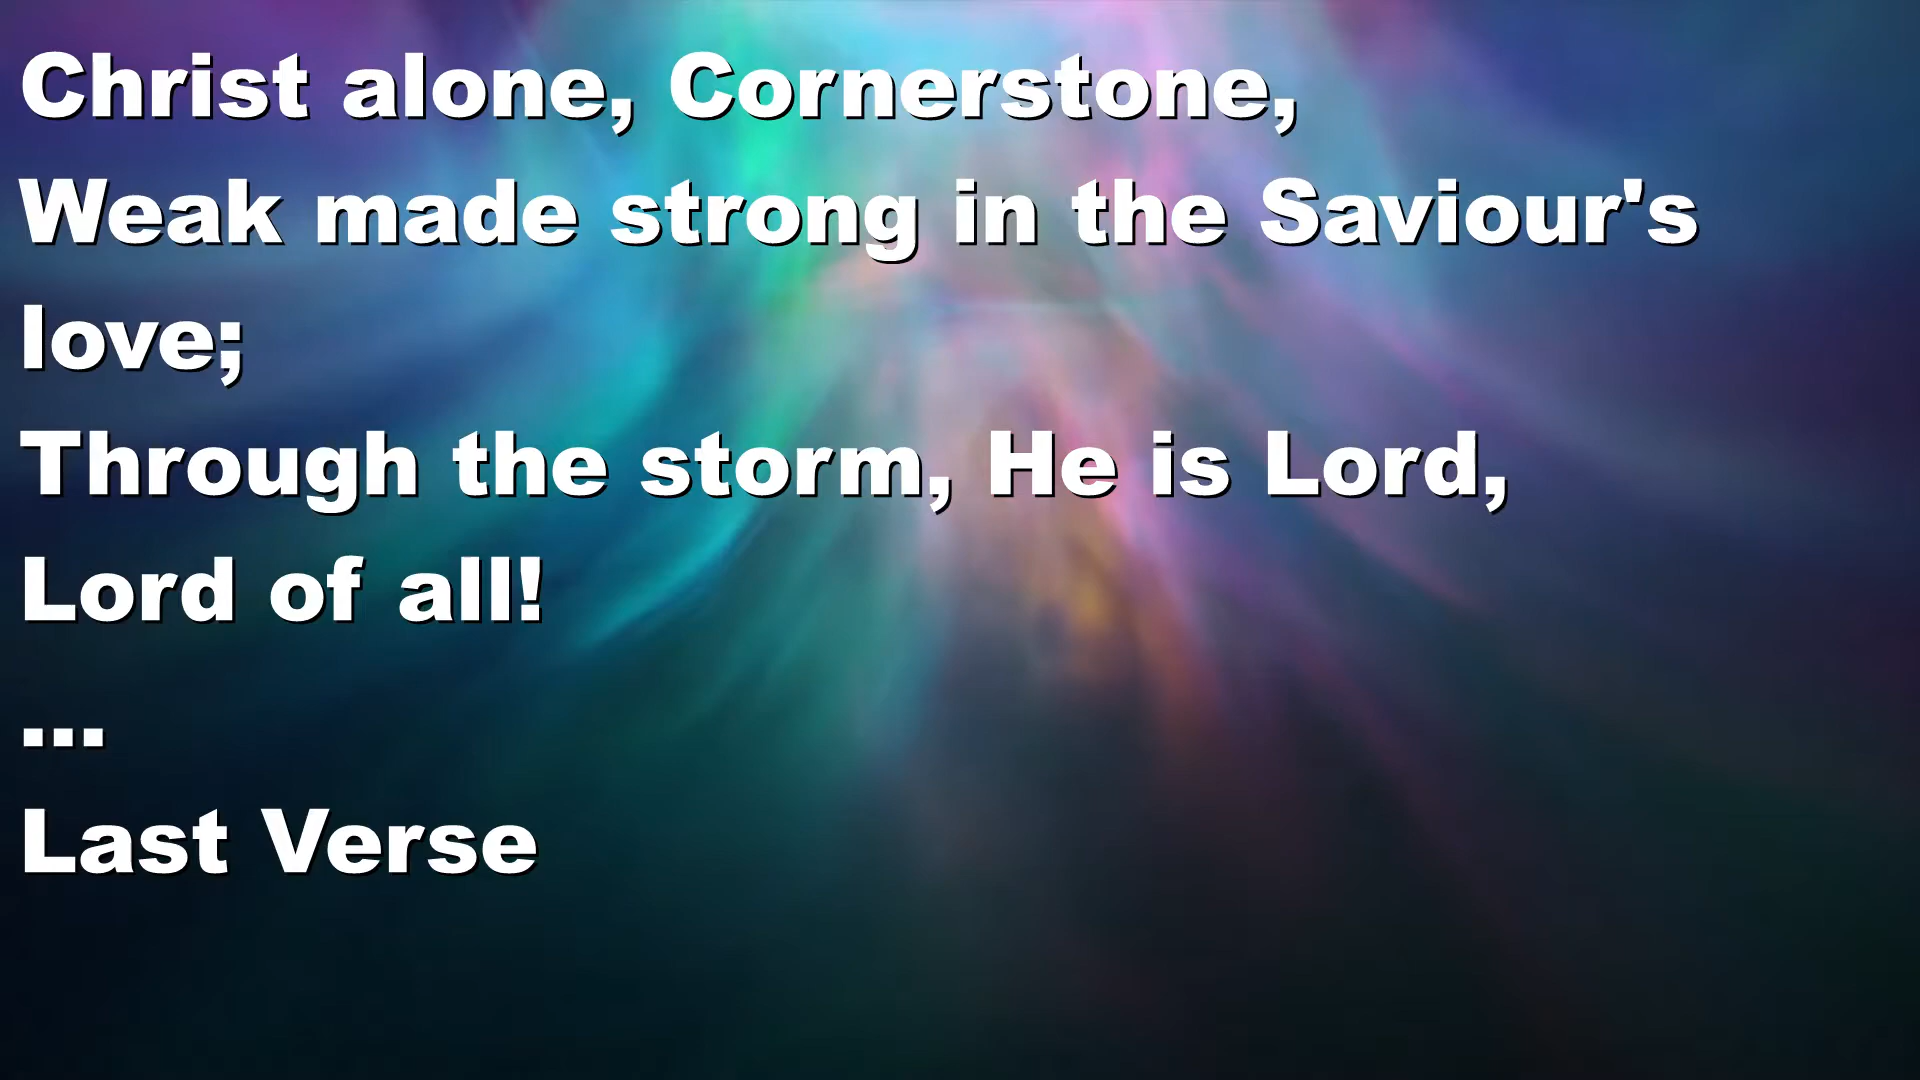 Christ alone, Cornerstone,
Weak made strong in the Saviour's
love;
Through the storm, He is Lord,
Lord of all!
...
Last Verse